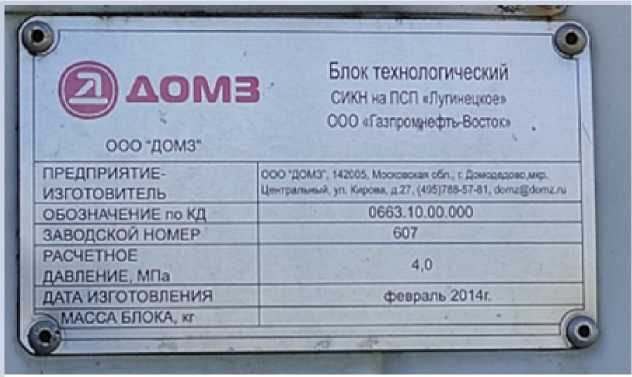 ДОМЗ
ООО "ДОМЗ"
Блок технологический
СИКН на ПСП «Лугинецкое»
ООО «Газпромнефть-Восток»
ПРЕДПРИЯТИЕ-ИЗГОТОВИТЕЛЬ
ООО "ДОМЗ", 142005, Московская обл., г. Домодедово,мкр.
Центральный, ул. Кирова, д.27, (495)788-57-81, domz@domz.ru
ОБОЗНАЧЕНИЕ по КД 0663.10.00.000
ЗАВОДСКОЙ НОМЕР 607
РАСЧЕТНОЕ
ДАВЛЕНИЕ, МПа 4,0
ДАТА ИЗГОТОВЛЕНИЯ февраль 2014г.
МАССА БЛОКА, кг